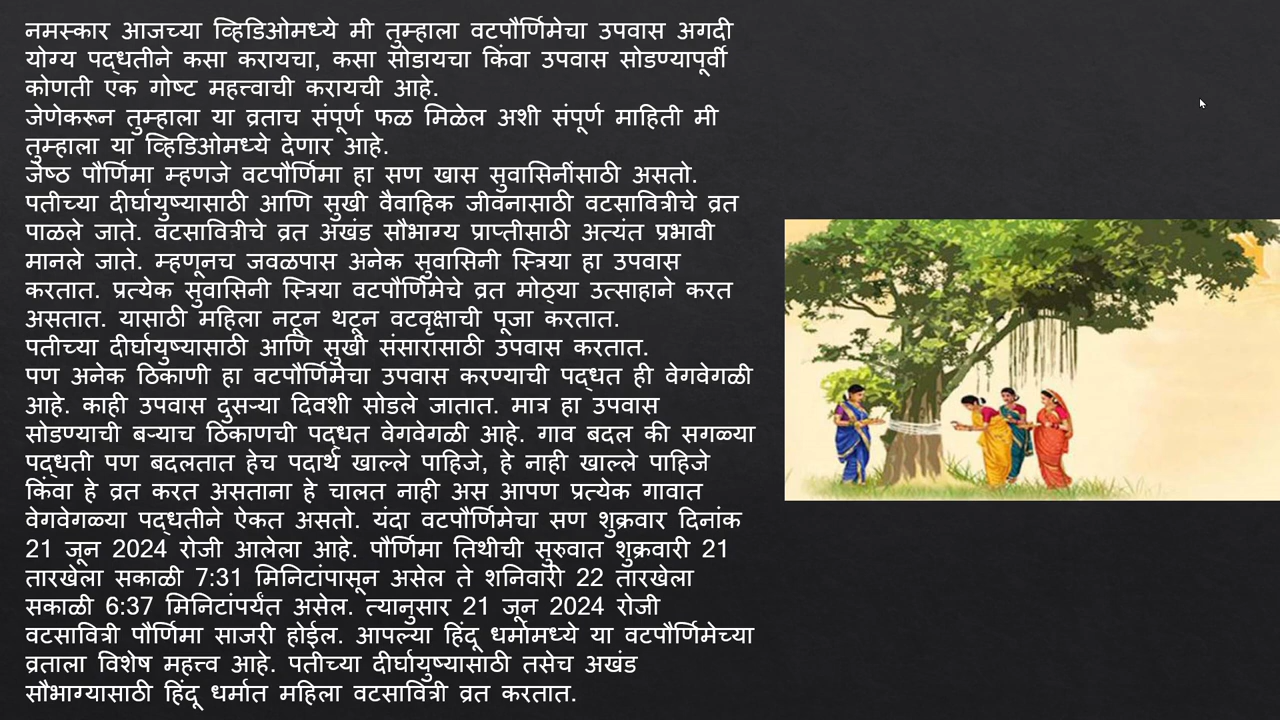 नमस्कार आजच्या व्हिडिओमध्ये मी तुम्हाला वटपौर्णिमेचा उपवास अगदी
योग्य पद्धतीने कसा करायचा, कसा सोडायचा किंवा उपवास सोडण्यापूर्वी
कोणती एक गोष्ट महत्त्वाची करायची आहे.
जेणेकरून तुम्हाला या व्रताच संपूर्ण फळ मिळेल अशी संपूर्ण माहिती मी
तुम्हाला या व्हिडिओमध्ये देणार आहे.
जेष्ठ पौर्णिमा म्हणजे वटपौर्णिमा हा सण खास सुवासिनींसाठी असतो.
पतीच्या दीर्घायुष्यासाठी आणि सुखी वैवाहिक जीवनासाठी वटसावित्रीचे व्रत
पाळले जाते. वटसावित्रीचे व्रत अखंड सौभाग्य प्राप्तीसाठी अत्यंत प्रभावी
मानले जाते. म्हणूनच जवळपास अनेक सुवासिनी स्त्रिया हा उपवास
करतात. प्रत्येक सुवासिनी स्त्रिया वटपौर्णिमेचे व्रत मोठ्या उत्साहाने करत
असतात. यासाठी महिला नटून थटून वटवृक्षाची पूजा करतात.
पतीच्या दीर्घायुष्यासाठी आणि सुखी संसारासाठी उपवास करतात.
पण अनेक ठिकाणी हा वटपौर्णिमेचा उपवास करण्याची पद्धत ही वेगवेगळी
आहे. काही उपवास दुसऱ्या दिवशी सोडले जातात. मात्र हा उपवास
सोडण्याची बऱ्याच ठिकाणची पद्धत वेगवेगळी आहे. गाव बदल की सगळ्या
पद्धती पण बदलतात हेच पदार्थ खाल्ले पाहिजे, हे नाही खाल्ले पाहिजे
किंवा हे व्रत करत असताना हे चालत नाही अस आपण प्रत्येक गावात
वेगवेगळ्या पद्धतीने ऐकत असतो. यंदा वटपौर्णिमेचा सण शुक्रवार दिनांक
21 जून 2024 रोजी आलेला आहे. पौर्णिमा तिथीची सुरुवात शुक्रवारी 21
तारखेला सकाळी 7:31 मिनिटांपासून असेल ते शनिवारी 22 तारखेला
सकाळी 6:37 मिनिटांपर्यंत असेल. त्यानुसार 21 जून 2024 रोजी
वटसावित्री पौर्णिमा साजरी होईल. आपल्या हिंदू धर्मामध्ये या वटपौर्णिमेच्या
व्रताला विशेष महत्त्व आहे. पतीच्या दीर्घायुष्यासाठी तसेच अखंड
सौभाग्यासाठी हिंदू धर्मात महिला वटसावित्री व्रत करतात.